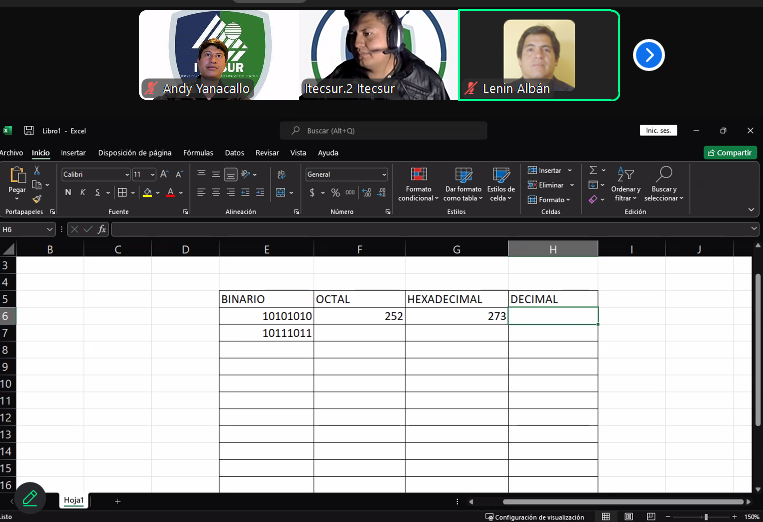 ITECSUR
Andy Yanacallo
Itecsur.2 Itecsur
Lenin Albán
Libro1 - Excel
Buscar (Alt+Q)
Inic. ses.
Archivo Inicio Insertar Disposición de página Fórmulas Datos Revisar Vista Ayuda
Compartir
Pegar
Calibri 11
N K S
A A
General
$ % 000
Formato condicional
Dar formato como tabla
Estilos de celda
Insertar
Eliminar
Formato
Ordenar y filtrar
Buscar y seleccionar
Portapapeles Fuente Alineación Número Estilos Celdas Edición
H6 fx
B C D E F G H I J
3
4
5 BINARIO OCTAL HEXADECIMAL DECIMAL
6 10101010 252 273
7 10111011
8
9
10
11
12
13
14
15
16
Hoja1 +
Listo
Configuración de visualización
150%